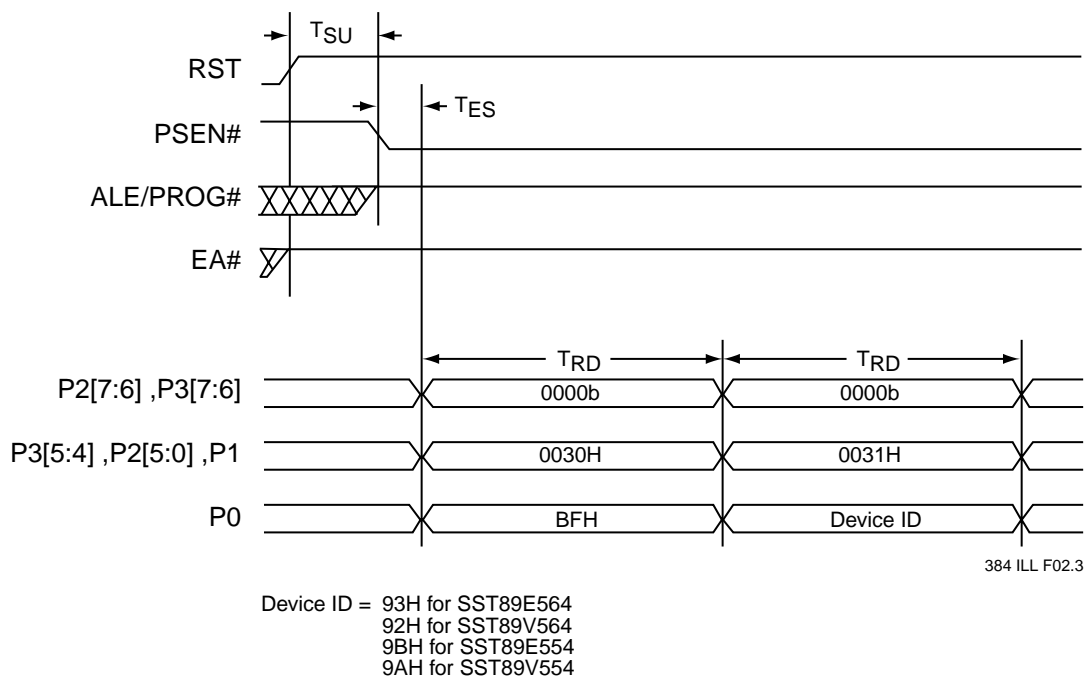 TSU
RST
TES
PSEN#
ALE/PROG#
EA#
TRD TRD
P2[7:6] ,P3[7:6] 0000b 0000b
P3[5:4] ,P2[5:0] ,P1 0030H 0031H
P0 BFH Device ID
384 ILL F02.3
Device ID = 93H for SST89E564
92H for SST89V564
9BH for SST89E554
9AH for SST89V554